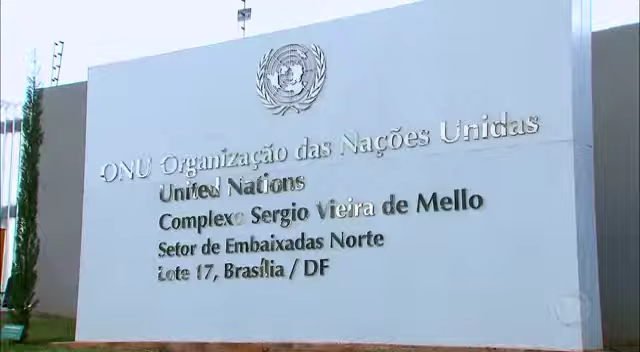 ONU Organização das Nações Unidas
United Nations
Complexo Sergio Vieira de Mello
Setor de Embaixadas Norte
Lote 17, Brasília / DF